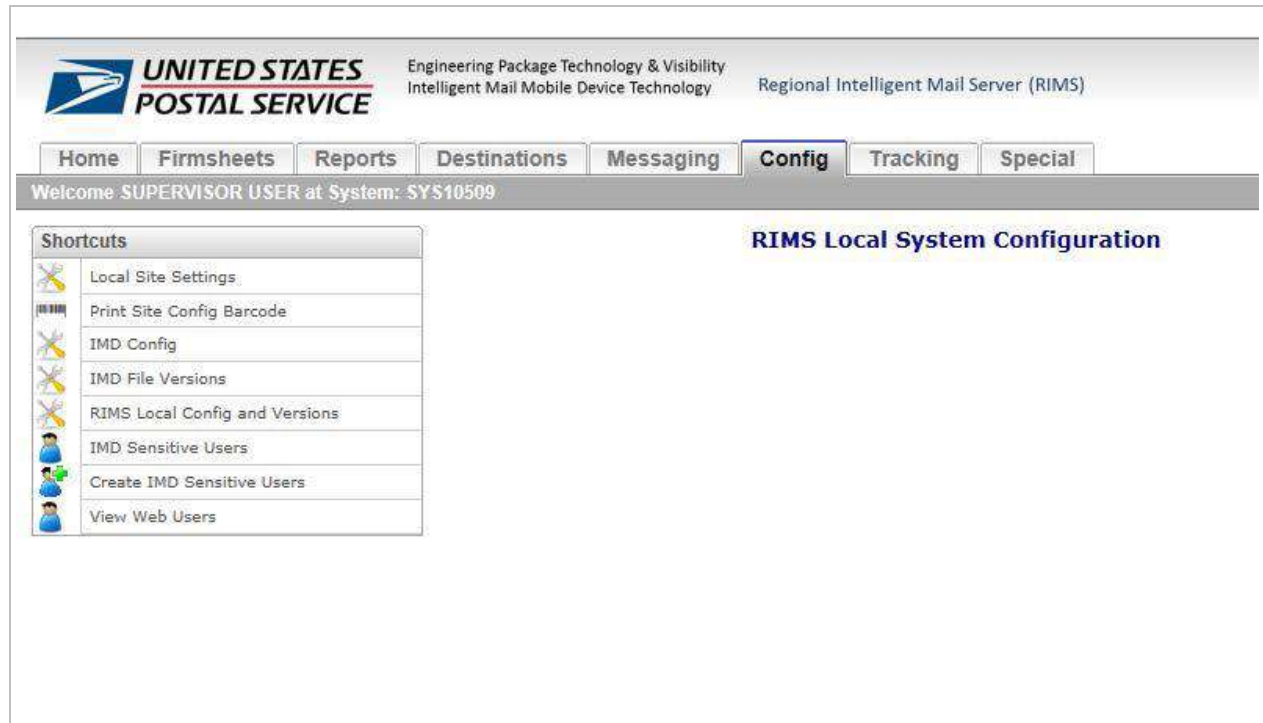 UNITED STATES
POSTAL SERVICE
Engineering Package Technology & Visibility
Intelligent Mail Mobile Device Technology
Regional Intelligent Mail Server (RIMS)
Home Firmsheets Reports Destinations Messaging Config Tracking Special
Welcome SUPERVISOR USER at System: SYS10509
Shortcuts
Local Site Settings
Print Site Config Barcode
IMD Config
IMD File Versions
RIMS Local Config and Versions
IMD Sensitive Users
Create IMD Sensitive Users
View Web Users
RIMS Local System Configuration